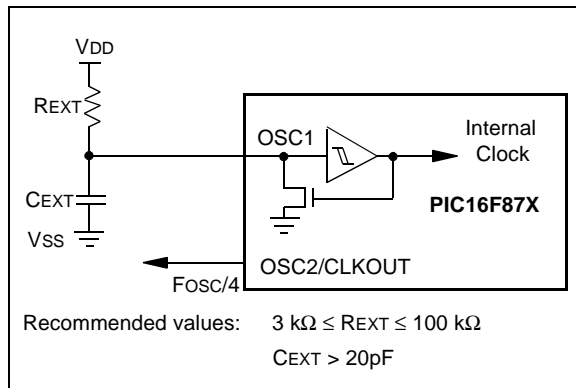 VDD
REXT
OSC1
Internal
Clock
CEXT
PIC16F87X
VSS
OSC2/CLKOUT
FOSC/4
Recommended values: 3 kΩ ≤ REXT ≤ 100 kΩ
CEXT > 20pF